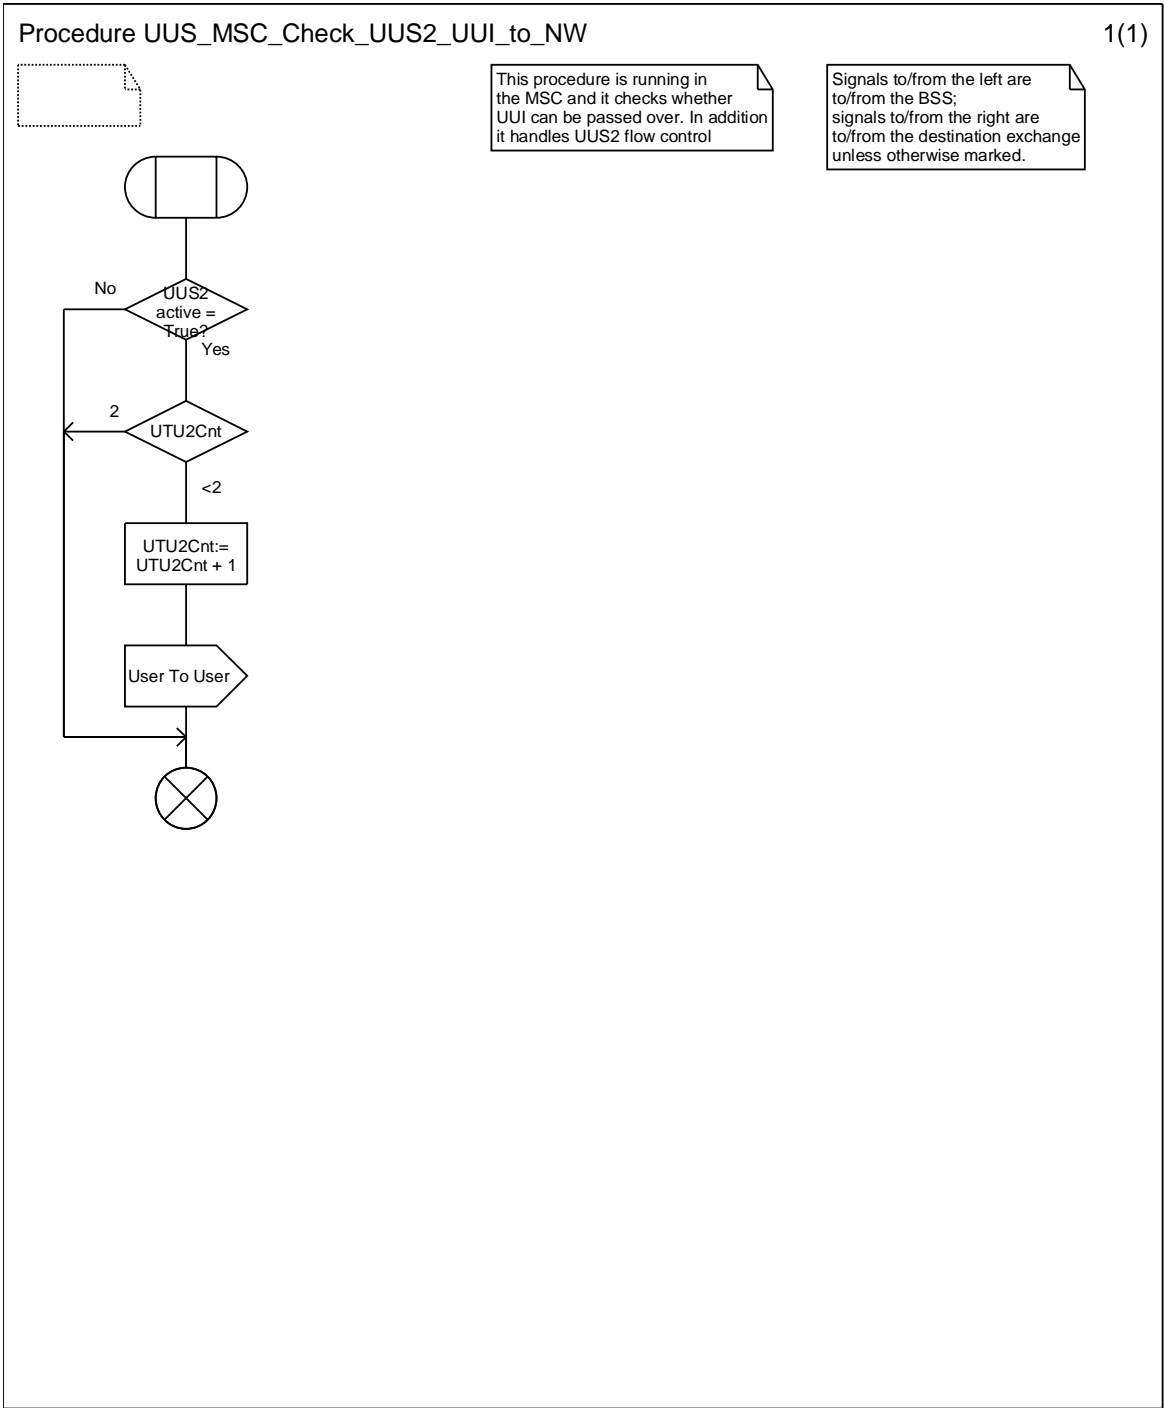 Procedure UUS_MSC_Check_UUS2_UUI_to_NW
1(1)
This procedure is running in
the MSC and it checks whether
UUI can be passed over. In addition
it handles UUS2 flow control
Signals to/from the left are
to/from the BSS;
signals to/from the right are
to/from the destination exchange
unless otherwise marked.
No
UUS2
active =
True?
Yes
2
UTU2Cnt
<2
UTU2Cnt:=
UTU2Cnt + 1
User To User